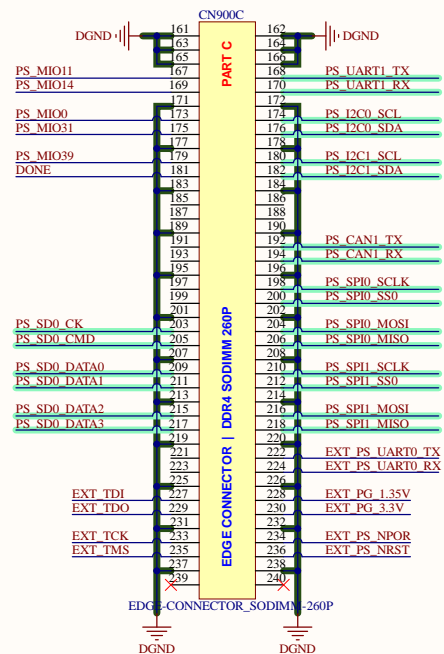 CN900C
161 162
DGND DGND
163 164
165 166
PS_MIO11 167 168 PS_UART1_TX
PS_MIO14 169 170 PS_UART1_RX
171 172
PS_MIO0 173 174 PS_I2C0_SCL
PS_MIO31 175 176 PS_I2C0_SDA
177 178
PS_MIO39 179 180 PS_I2C1_SCL
DONE 181 182 PS_I2C1_SDA
183 184
185 186
187 188
189 190
191 192 PS_CAN1_TX
193 194 PS_CAN1_RX
195 196
197 198 PS_SPI0_SCLK
199 200 PS_SPI0_SS0
201 202
PS_SD0_CK 203 204 PS_SPI0_MOSI
PS_SD0_CMD 205 206 PS_SPI0_MISO
207 208
PS_SD0_DATA0 209 210 PS_SPI1_SCLK
PS_SD0_DATA1 211 212 PS_SPI1_SS0
213 214
PS_SD0_DATA2 215 216 PS_SPI1_MOSI
PS_SD0_DATA3 217 218 PS_SPI1_MISO
219 220
221 222 EXT_PS_UART0_TX
223 224 EXT_PS_UART0_RX
225 226
EXT_TDI 227 228 EXT_PG_1.35V
EXT_TDO 229 230 EXT_PG_3.3V
231 232
EXT_TCK 233 234 EXT_PS_NPOR
EXT_TMS 235 236 EXT_PS_NRST
237 238
239 240
PART C
EDGE CONNECTOR | DDR4 SODIMM 260P
EDGE-CONNECTOR_SODIMM-260P
DGND DGND